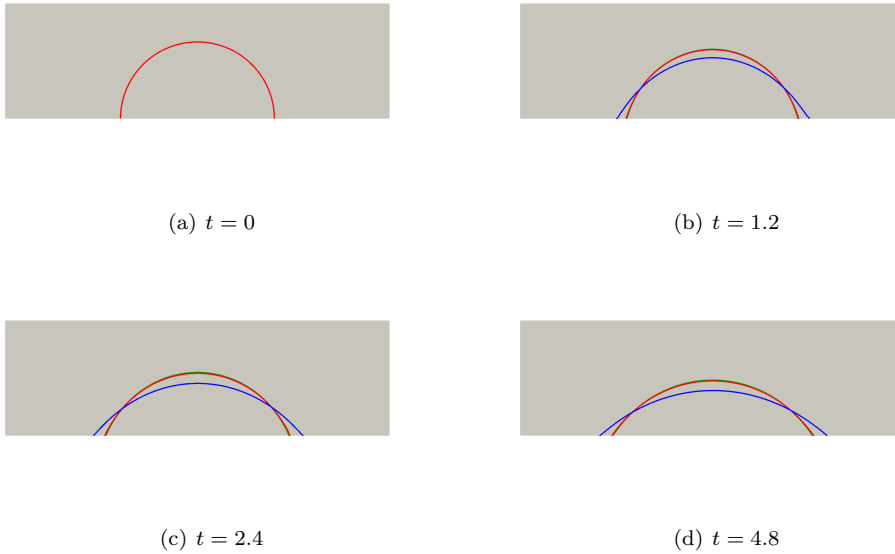 (a) t = 0
(b) t = 1.2
(c) t = 2.4
(d) t = 4.8